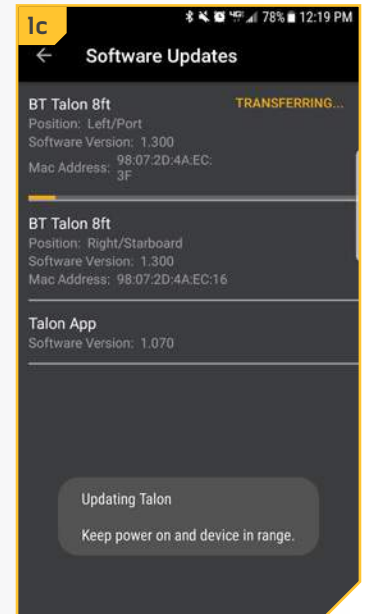 1c
4G 78% 12:19 PM
Software Updates
BT Talon 8ft TRANSFERRING...
Position: Left/Port
Software Version: 1.300
Mac Address: 98:07:2D:4A:EC:
3F
BT Talon 8ft
Position: Right/Starboard
Software Version: 1.300
Mac Address: 98:07:2D:4A:EC:16
Talon App
Software Version: 1.070
Updating Talon
Keep power on and device in range.